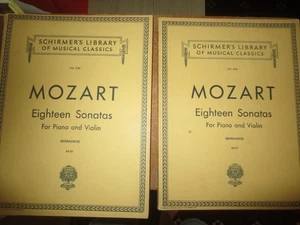 SCHIRMER'S LIBRARY
OF MUSICAL CLASSICS
MOZART
Eighteen Sonatas
For Piano and Violin
SCHIRMER'S LIBRARY
OF MUSICAL CLASSICS
MOZART
Eighteen Sonatas
For Piano and Violin